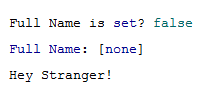 Full Name is set? false
Full Name: [none]
Hey Stranger!